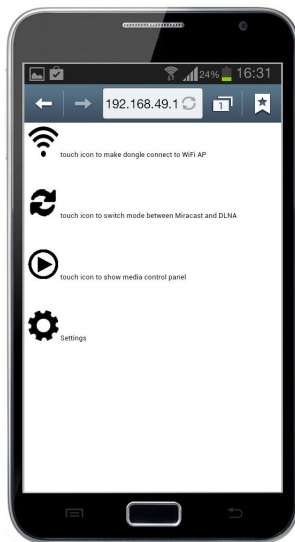 24% 16:31
192.168.49.1
1
touch icon to make dongle connect to WiFi AP
touch icon to switch mode between Miracast and DLNA
touch icon to show media control panel
Settings